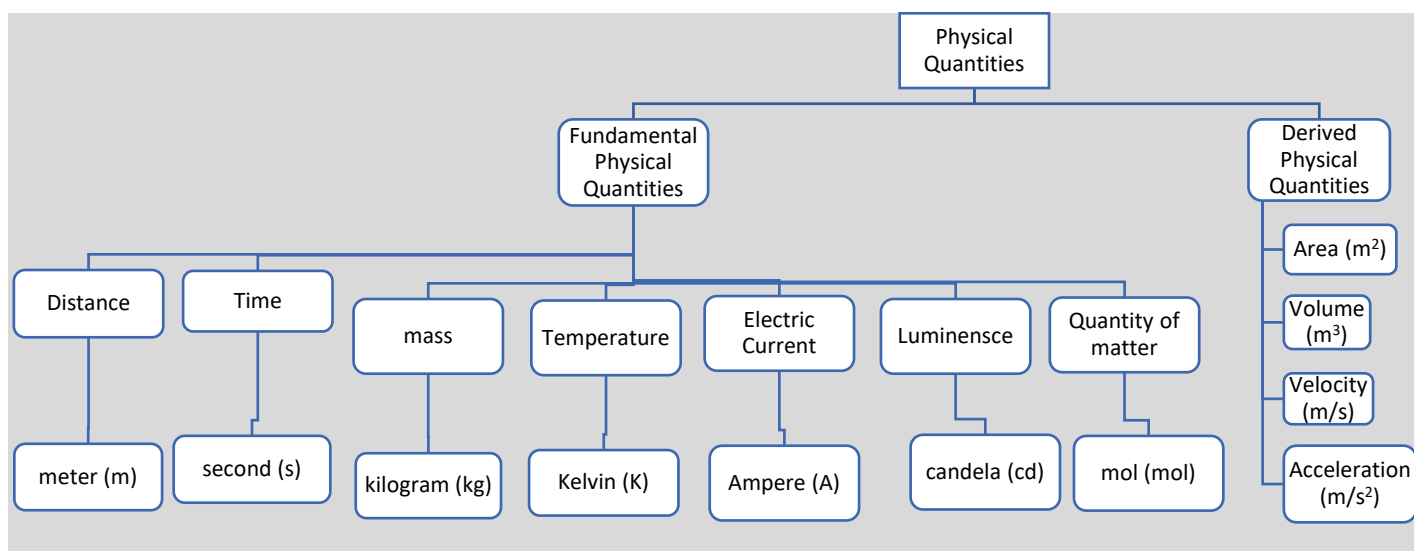 Physical
Quantities
Fundamental
Physical
Quantities
Derived
Physical
Quantities
Distance
Time
mass
Temperature
Electric
Current
Luminensce
Quantity of
matter
meter (m)
second (s)
kilogram (kg)
Kelvin (K)
Ampere (A)
candela (cd)
mol (mol)
Area (m²)
Volume
(m³)
Velocity
(m/s)
Acceleration
(m/s²)